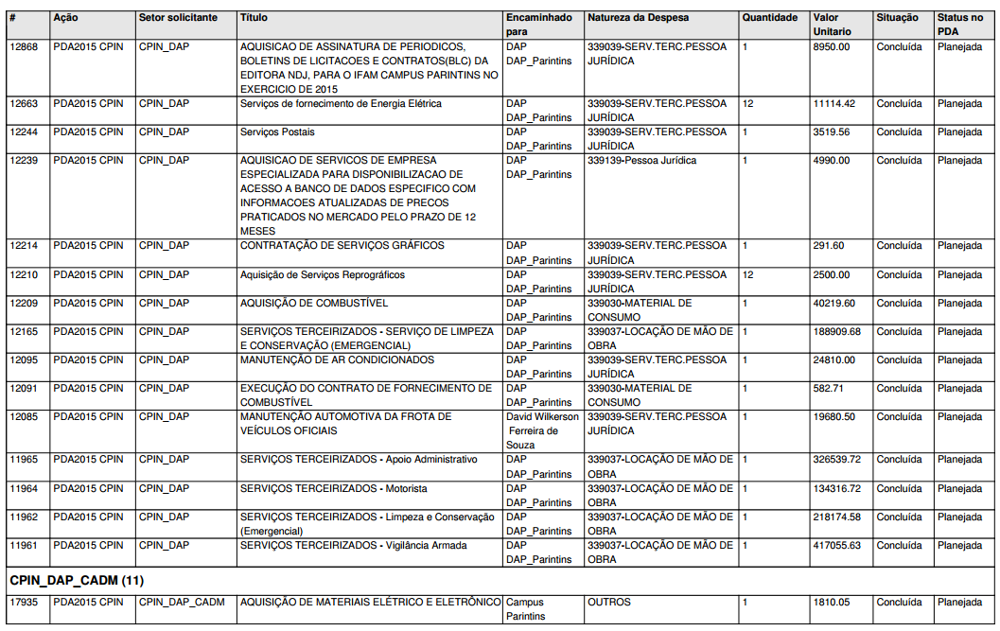 # Ação Setor solicitante Título Encaminhado para Natureza da Despesa Quantidade Valor Unitario Situação Status no PDA
12868 PDA2015 CPIN CPIN_DAP AQUISICAO DE ASSINATURA DE PERIODICOS, DAP 339039-SERV.TERC.PESSOA 1 8950.00 Concluída Planejada
BOLETINS DE LICITACOES E CONTRATOS(BLC) DA DAP_Parintins JURÍDICA
EDITORA NDJ, PARA O IFAM CAMPUS PARINTINS NO
EXERCICIO DE 2015
12663 PDA2015 CPIN CPIN_DAP Serviços de fornecimento de Energia Elétrica DAP 339039-SERV.TERC.PESSOA 12 11114.42 Concluída Planejada
DAP_Parintins JURÍDICA
12244 PDA2015 CPIN CPIN_DAP Serviços Postais DAP 339039-SERV.TERC.PESSOA 1 3519.56 Concluída Planejada
DAP_Parintins JURÍDICA
12239 PDA2015 CPIN CPIN_DAP AQUISICAO DE SERVICOS DE EMPRESA DAP 339139-Pessoa Jurídica 1 4990.00 Concluída Planejada
ESPECIALIZADA PARA DISPONIBILIZACAO DE DAP_Parintins
ACESSO A BANCO DE DADOS ESPECIFICO COM
INFORMACOES ATUALIZADAS DE PRECOS
PRATICADOS NO MERCADO PELO PRAZO DE 12
MESES
12214 PDA2015 CPIN CPIN_DAP CONTRATAÇÃO DE SERVIÇOS GRÁFICOS DAP 339039-SERV.TERC.PESSOA 1 291.60 Concluída Planejada
DAP_Parintins JURÍDICA
12210 PDA2015 CPIN CPIN_DAP Aquisição de Serviços Reprográficos DAP 339039-SERV.TERC.PESSOA 12 2500.00 Concluída Planejada
DAP_Parintins JURÍDICA
12209 PDA2015 CPIN CPIN_DAP AQUISIÇÃO DE COMBUSTÍVEL DAP 339030-MATERIAL DE 1 40219.60 Concluída Planejada
DAP_Parintins CONSUMO
12165 PDA2015 CPIN CPIN_DAP SERVIÇOS TERCEIRIZADOS - SERVIÇO DE LIMPEZA DAP 339037-LOCAÇÃO DE MÃO DE 1 188909.68 Concluída Planejada
E CONSERVAÇÃO (EMERGENCIAL) DAP_Parintins OBRA
12095 PDA2015 CPIN CPIN_DAP MANUTENÇÃO DE AR CONDICIONADOS DAP 339039-SERV.TERC.PESSOA 1 24810.00 Concluída Planejada
DAP_Parintins JURÍDICA
12091 PDA2015 CPIN CPIN_DAP EXECUÇÃO DO CONTRATO DE FORNECIMENTO DE DAP 339030-MATERIAL DE 1 582.71 Concluída Planejada
COMBUSTÍVEL DAP_Parintins CONSUMO
12085 PDA2015 CPIN CPIN_DAP MANUTENÇÃO AUTOMOTIVA DA FROTA DE David Wilkerson 339039-SERV.TERC.PESSOA 1 19680.50 Concluída Planejada
VEÍCULOS OFICIAIS Ferreira de JURÍDICA
Souza
11965 PDA2015 CPIN CPIN_DAP SERVIÇOS TERCEIRIZADOS - Apoio Administrativo DAP 339037-LOCAÇÃO DE MÃO DE 1 326539.72 Concluída Planejada
DAP_Parintins OBRA
11964 PDA2015 CPIN CPIN_DAP SERVIÇOS TERCEIRIZADOS - Motorista DAP 339037-LOCAÇÃO DE MÃO DE 1 134316.72 Concluída Planejada
DAP_Parintins OBRA
11962 PDA2015 CPIN CPIN_DAP SERVIÇOS TERCEIRIZADOS - Limpeza e Conservação DAP 339037-LOCAÇÃO DE MÃO DE 1 218174.58 Concluída Planejada
(Emergencial) DAP_Parintins OBRA
11961 PDA2015 CPIN CPIN_DAP SERVIÇOS TERCEIRIZADOS - Vigilância Armada DAP 339037-LOCAÇÃO DE MÃO DE 1 417055.63 Concluída Planejada
DAP_Parintins OBRA
CPIN_DAP_CADM (11)
17935 PDA2015 CPIN CPIN_DAP_CADM AQUISIÇÃO DE MATERIAIS ELÉTRICO E ELETRÔNICO Campus OUTROS 1 1810.05 Concluída Planejada
Parintins